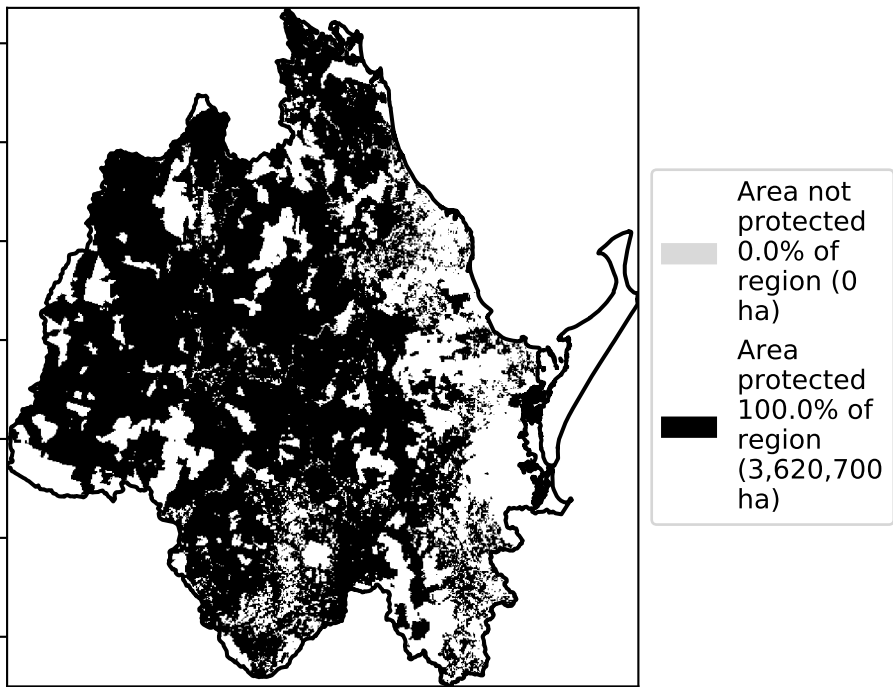 Area not
protected
0.0% of
region (0
ha)
Area
protected
100.0% of
region
(3,620,700
ha)